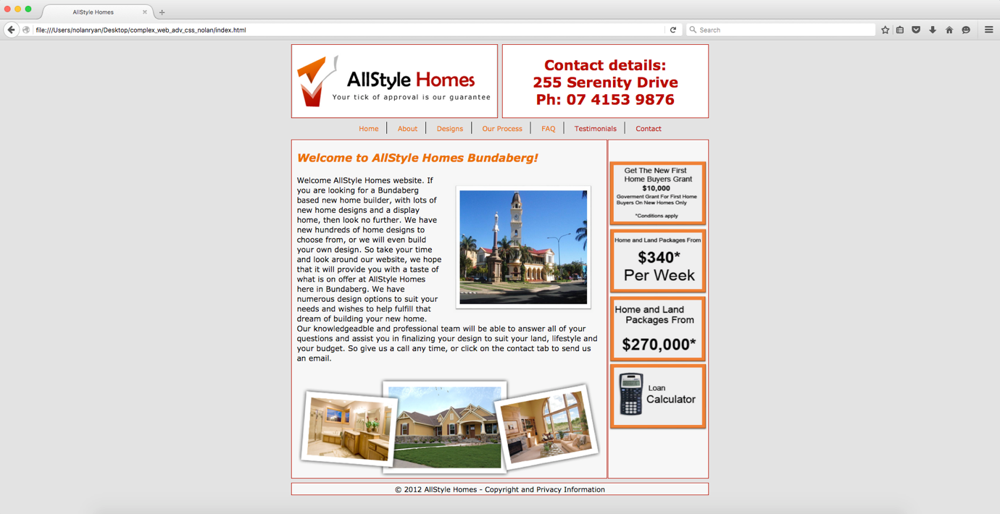 AllStyle Homes
file:///Users/nolanryan/Desktop/complex_web_adv_css_nolan/index.html
Search
AllStyle Homes
Your tick of approval is our guarantee
Contact details:
255 Serenity Drive
Ph: 07 4153 9876
Home About Designs Our Process FAQ Testimonials Contact
Welcome to AllStyle Homes Bundaberg!
Welcome AllStyle Homes website. If
you are looking for a Bundaberg
based new home builder, with lots of
new home designs and a display
home, then look no further. We have
new hundreds of home designs to
choose from, or we will even build
your own design. So take your time
and look around our website, we hope
that it will provide you with a taste of
what is on offer at AllStyle Homes
here in Bundaberg. We have
numerous design options to suit your
needs and wishes to help fulfill that
dream of building your new home.
Our knowledgeadble and professional team will be able to answer all of your
questions and assist you in finalizing your design to suit your land, lifestyle and
your budget. So give us a call any time, or click on the contact tab to send us
an email.
Get The New First
Home Buyers Grant
$10,000
Goverment Grant For First Home
Buyers On New Homes Only
*Conditions apply
Home and Land Packages From
$340*
Per Week
Home and Land
Packages From
$270,000*
Loan
Calculator
© 2012 AllStyle Homes - Copyright and Privacy Information